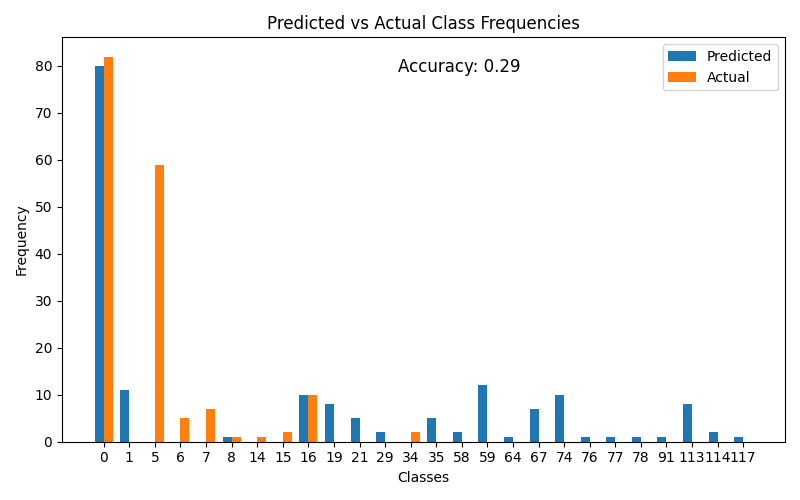 Predicted vs Actual Class Frequencies
Accuracy: 0.29
Predicted
Actual
Frequency
80
70
60
50
40
30
20
10
0
0 1 5 6 7 8 14 15 16 19 21 29 34 35 58 59 64 67 74 76 77 78 91 113 114 117
Classes